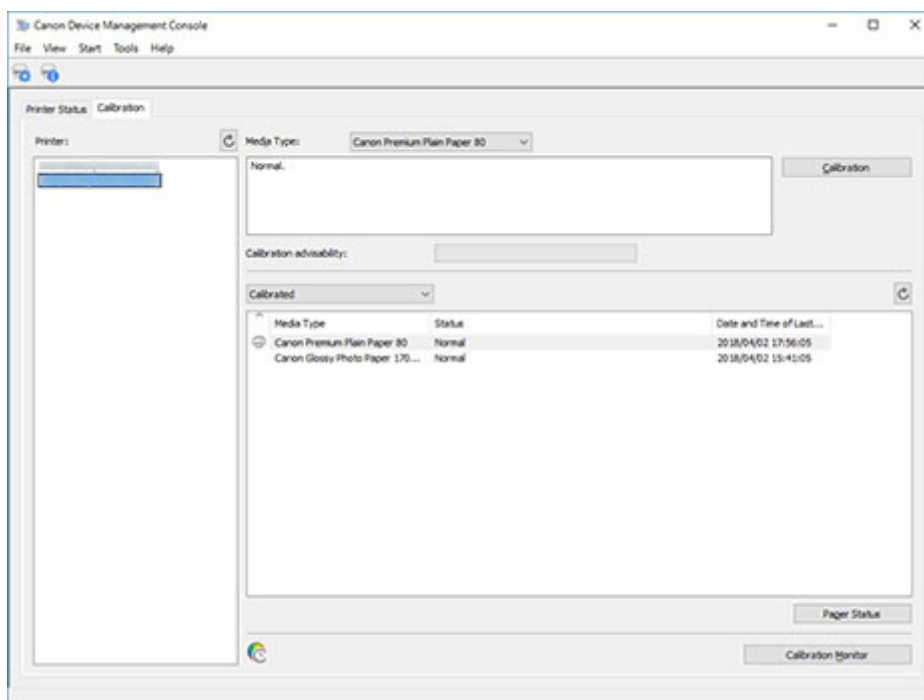 Canon Device Management Console
File View Start Tools Help
Printer Status Calibration
Printer: Media Type: Canon Premium Plain Paper 80
Normal.
Calibration
Calibration advisability:
Calibrated
Media Type Status Date and Time of Last...
Canon Premium Plain Paper 80 Normal 2018/04/02 17:56:05
Canon Glossy Photo Paper 170... Normal 2018/04/02 15:41:05
Paper Status
Calibration Monitor